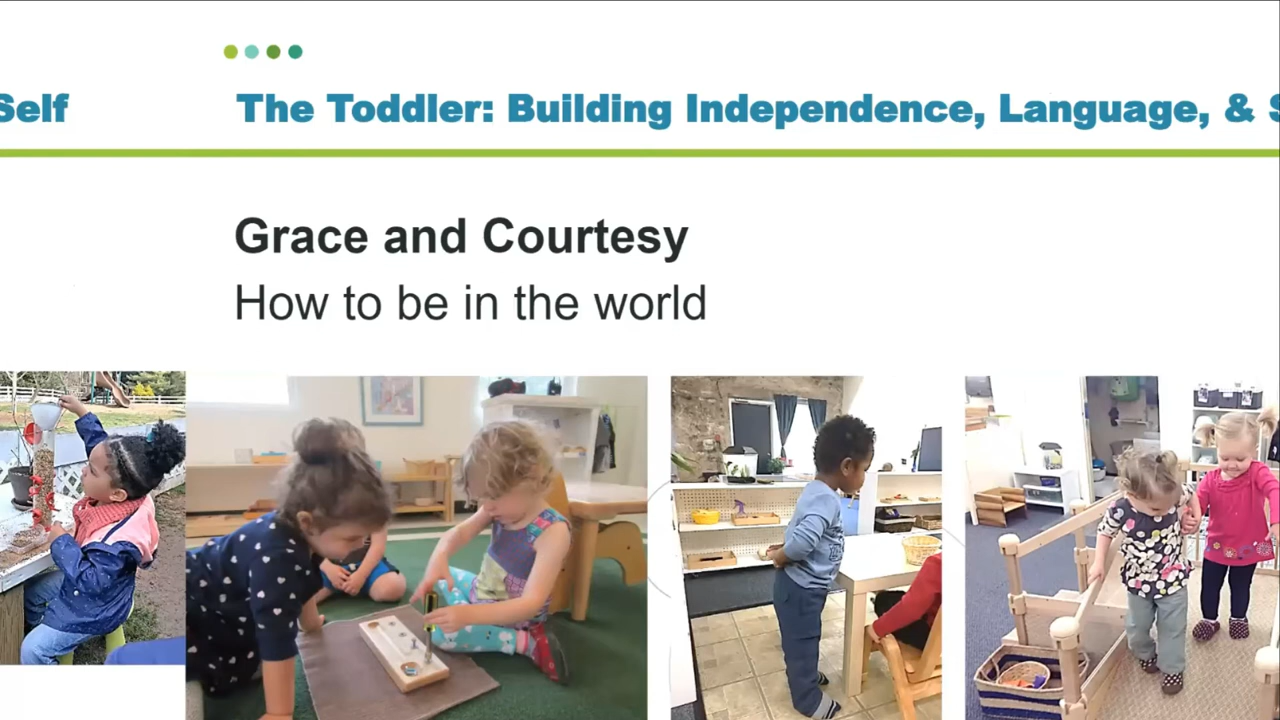 Self
The Toddler: Building Independence, Language, &
Grace and Courtesy
How to be in the world